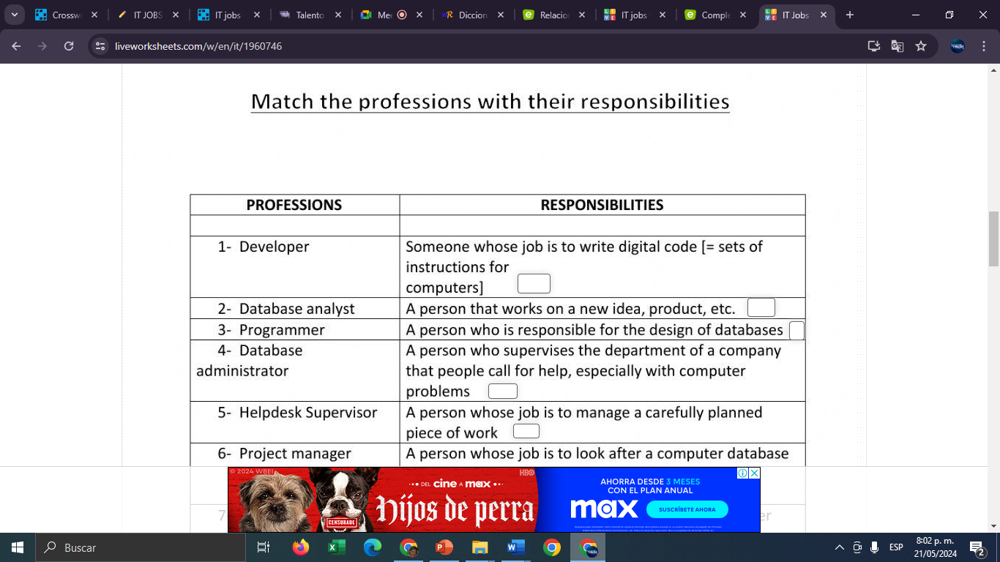 Crossw
IT JOBS
IT jobs
Talento
Mee
Diccion
Relacio
IT jobs
Comple
IT Jobs
liveworksheets.com/w/en/it/1960746
Match the professions with their responsibilities
PROFESSIONS
RESPONSIBILITIES
1- Developer
Someone whose job is to write digital code [= sets of
instructions for
computers]
2- Database analyst
A person that works on a new idea, product, etc.
3- Programmer
A person who is responsible for the design of databases
4- Database
administrator
A person who supervises the department of a company
that people call for help, especially with computer
problems
5- Helpdesk Supervisor
A person whose job is to manage a carefully planned
piece of work
6- Project manager
A person whose job is to look after a computer database
7
er
© 2024 WBEI
HBO
DEL cine A max
Hijos de perra
CENSURADO
AHORRA DESDE 3 MESES
CON EL PLAN ANUAL
max
SUSCRÍBETE AHORA
Buscar
ESP
8:02 p. m.
21/05/2024
2